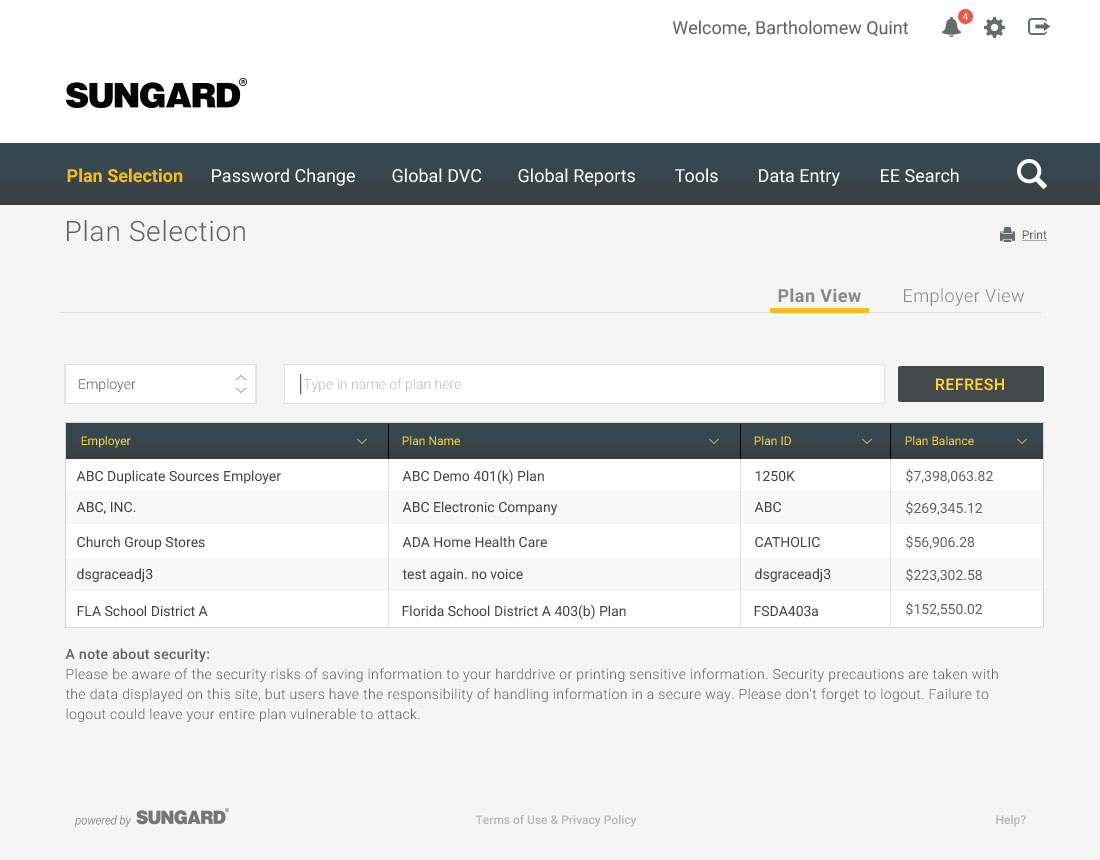 Welcome, Bartholomew Quint 4
SUNGARD®
Plan Selection Password Change Global DVC Global Reports Tools Data Entry EE Search
Plan Selection
Print
Plan View Employer View
Employer Type in name of plan here REFRESH
Employer Plan Name Plan ID Plan Balance
ABC Duplicate Sources Employer ABC Demo 401(k) Plan 1250K $7,398,063.82
ABC, INC. ABC Electronic Company ABC $269,345.12
Church Group Stores ADA Home Health Care CATHOLIC $56,906.28
dsgraceadj3 test again. no voice dsgraceadj3 $223,302.58
FLA School District A Florida School District A 403(b) Plan FSDA403a $152,550.02
A note about security:
Please be aware of the security risks of saving information to your harddrive or printing sensitive information. Security precautions are taken with
the data displayed on this site, but users have the responsibility of handling information in a secure way. Please don't forget to logout. Failure to
logout could leave your entire plan vulnerable to attack.
powered by SUNGARD® Terms of Use & Privacy Policy Help?